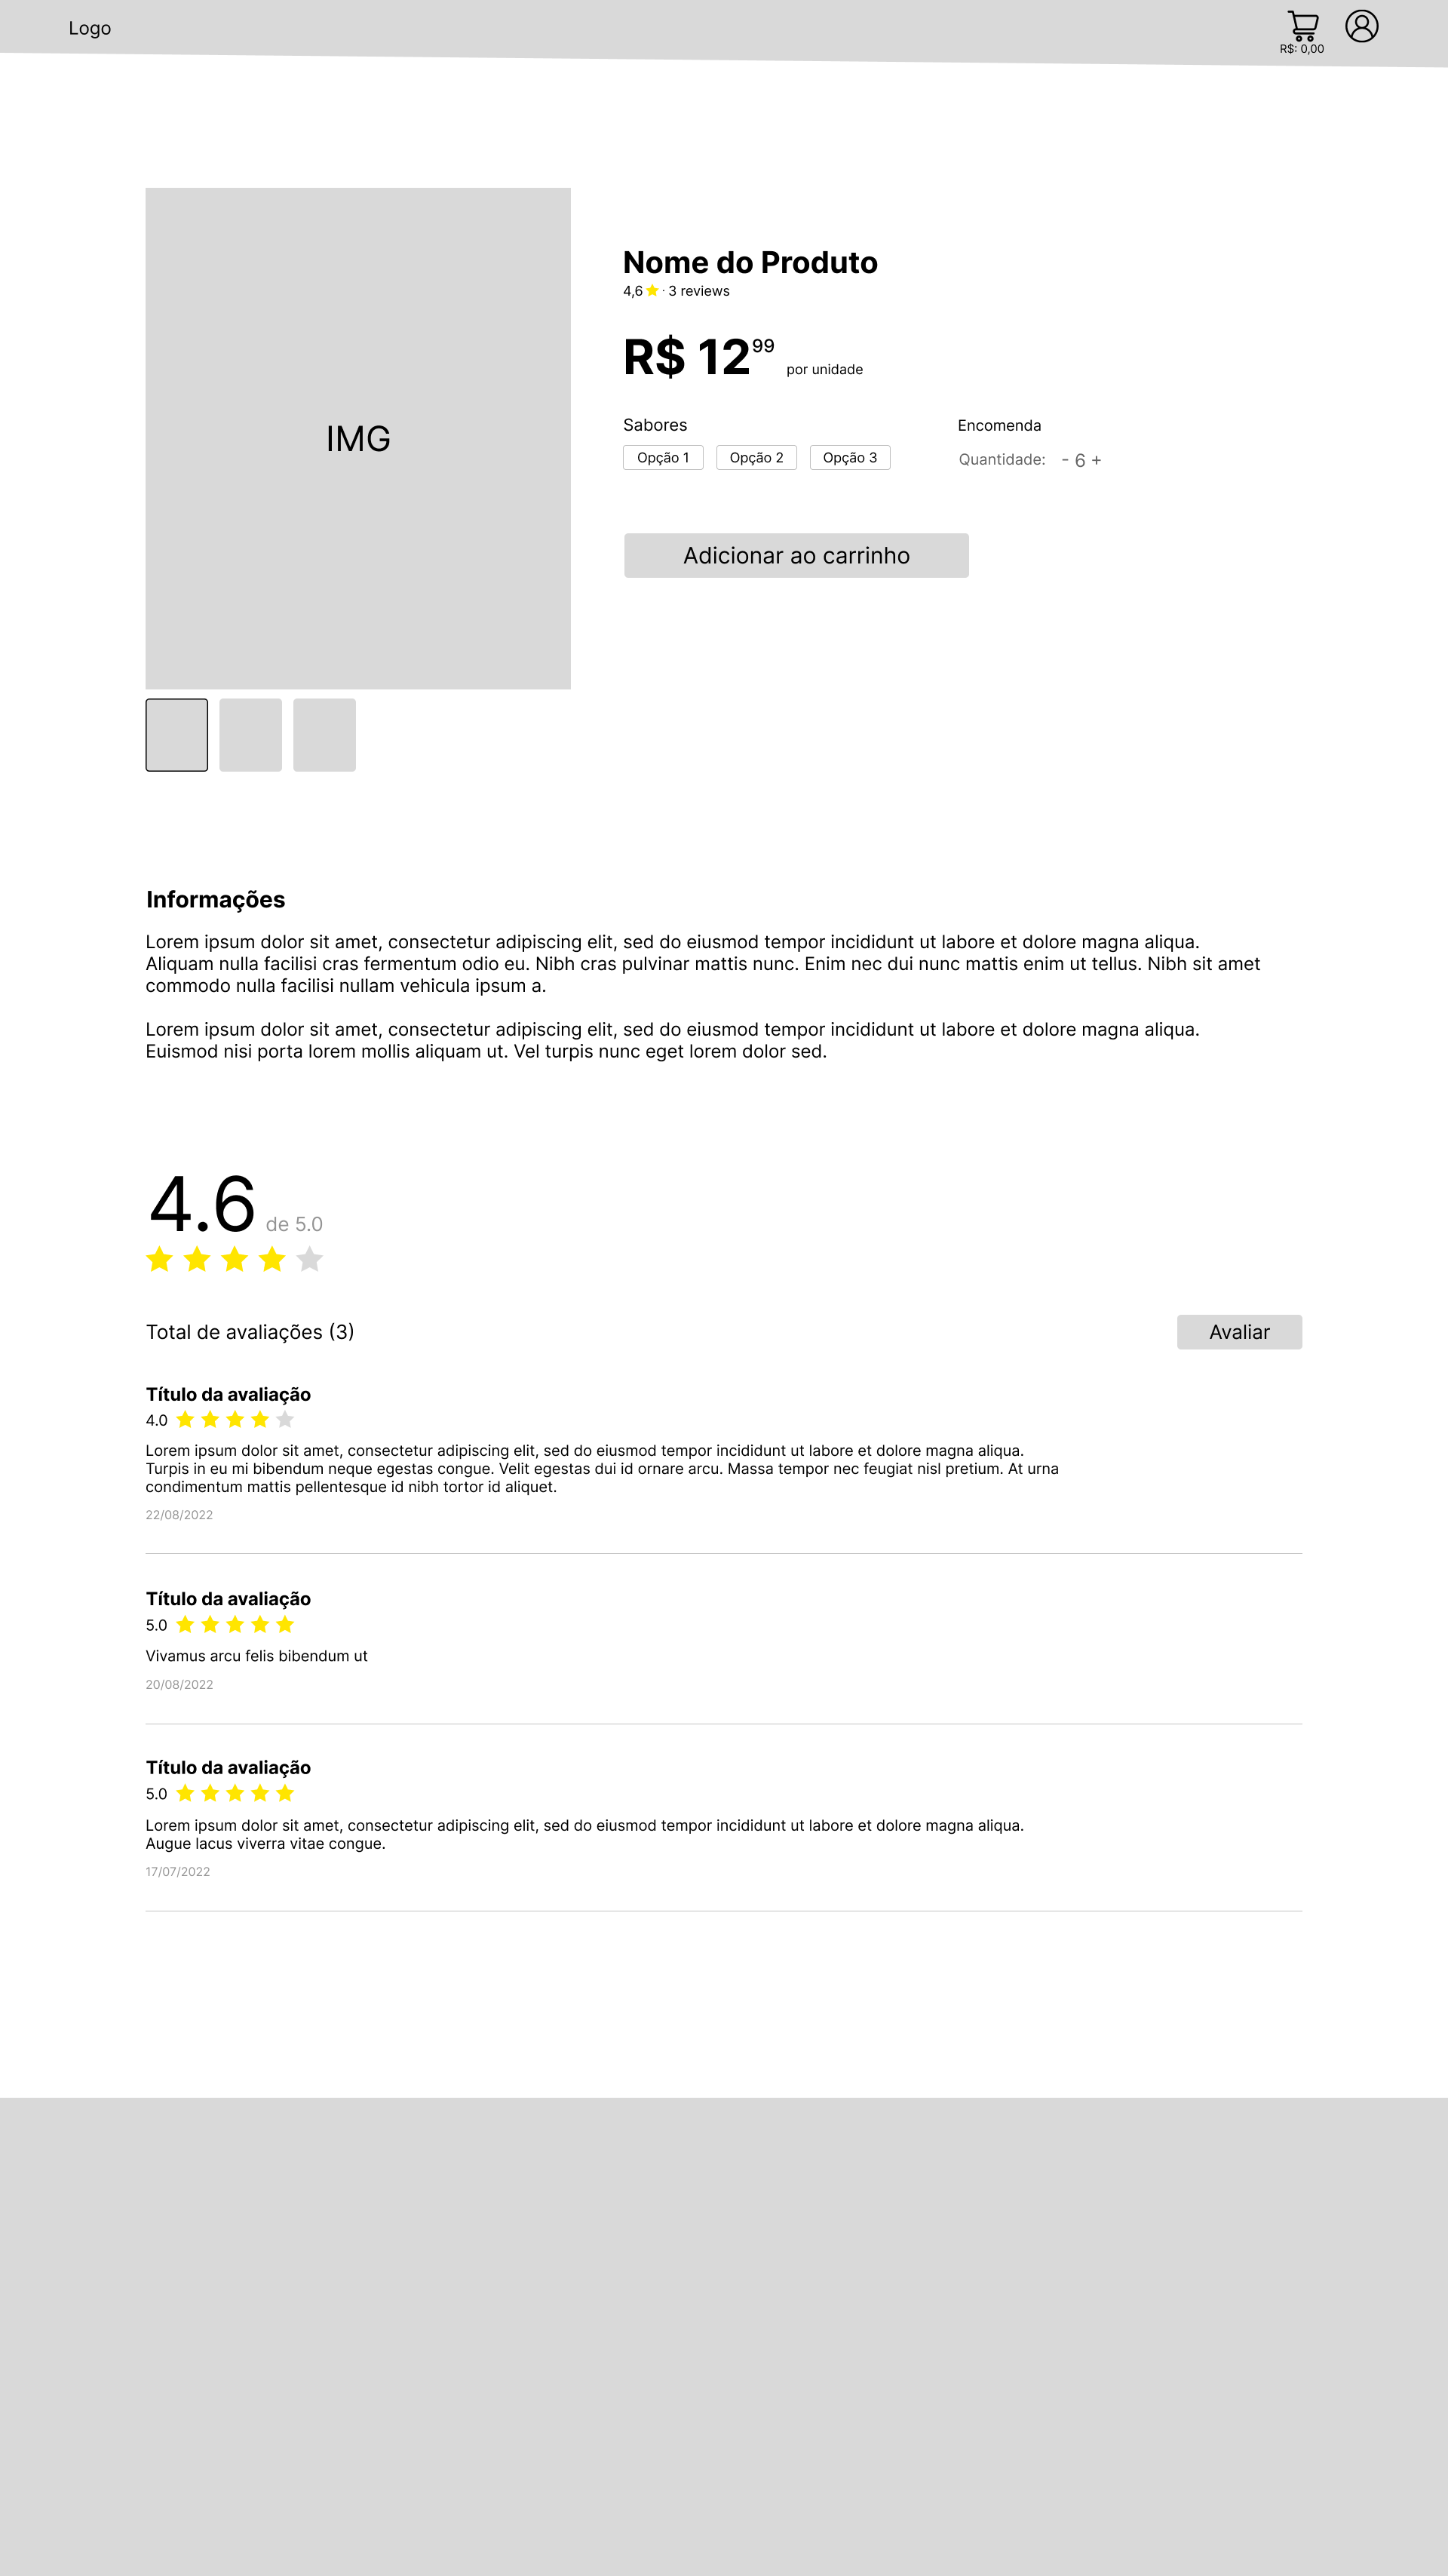 Logo
R$: 0,00
IMG
Nome do Produto
4,6 · 3 reviews
R$ 12 99 por unidade
Sabores
Opção 1 Opção 2 Opção 3
Encomenda
Quantidade: - 6 +
Adicionar ao carrinho
Informações
Lorem ipsum dolor sit amet, consectetur adipiscing elit, sed do eiusmod tempor incididunt ut labore et dolore magna aliqua.
Aliquam nulla facilisi cras fermentum odio eu. Nibh cras pulvinar mattis nunc. Enim nec dui nunc mattis enim ut tellus. Nibh sit amet
commodo nulla facilisi nullam vehicula ipsum a.
Lorem ipsum dolor sit amet, consectetur adipiscing elit, sed do eiusmod tempor incididunt ut labore et dolore magna aliqua.
Euismod nisi porta lorem mollis aliquam ut. Vel turpis nunc eget lorem dolor sed.
4.6 de 5.0
Total de avaliações (3)
Avaliar
Título da avaliação
4.0
Lorem ipsum dolor sit amet, consectetur adipiscing elit, sed do eiusmod tempor incididunt ut labore et dolore magna aliqua.
Turpis in eu mi bibendum neque egestas congue. Velit egestas dui id ornare arcu. Massa tempor nec feugiat nisl pretium. At urna
condimentum mattis pellentesque id nibh tortor id aliquet.
22/08/2022
Título da avaliação
5.0
Vivamus arcu felis bibendum ut
20/08/2022
Título da avaliação
5.0
Lorem ipsum dolor sit amet, consectetur adipiscing elit, sed do eiusmod tempor incididunt ut labore et dolore magna aliqua.
Augue lacus viverra vitae congue.
17/07/2022